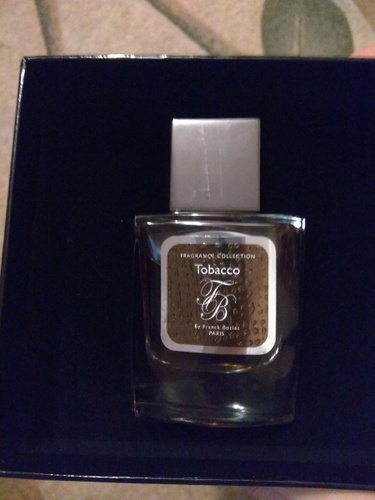 FRAGRANCE COLLECTION
Tobacco
FB
By Franck Boclet
PARIS